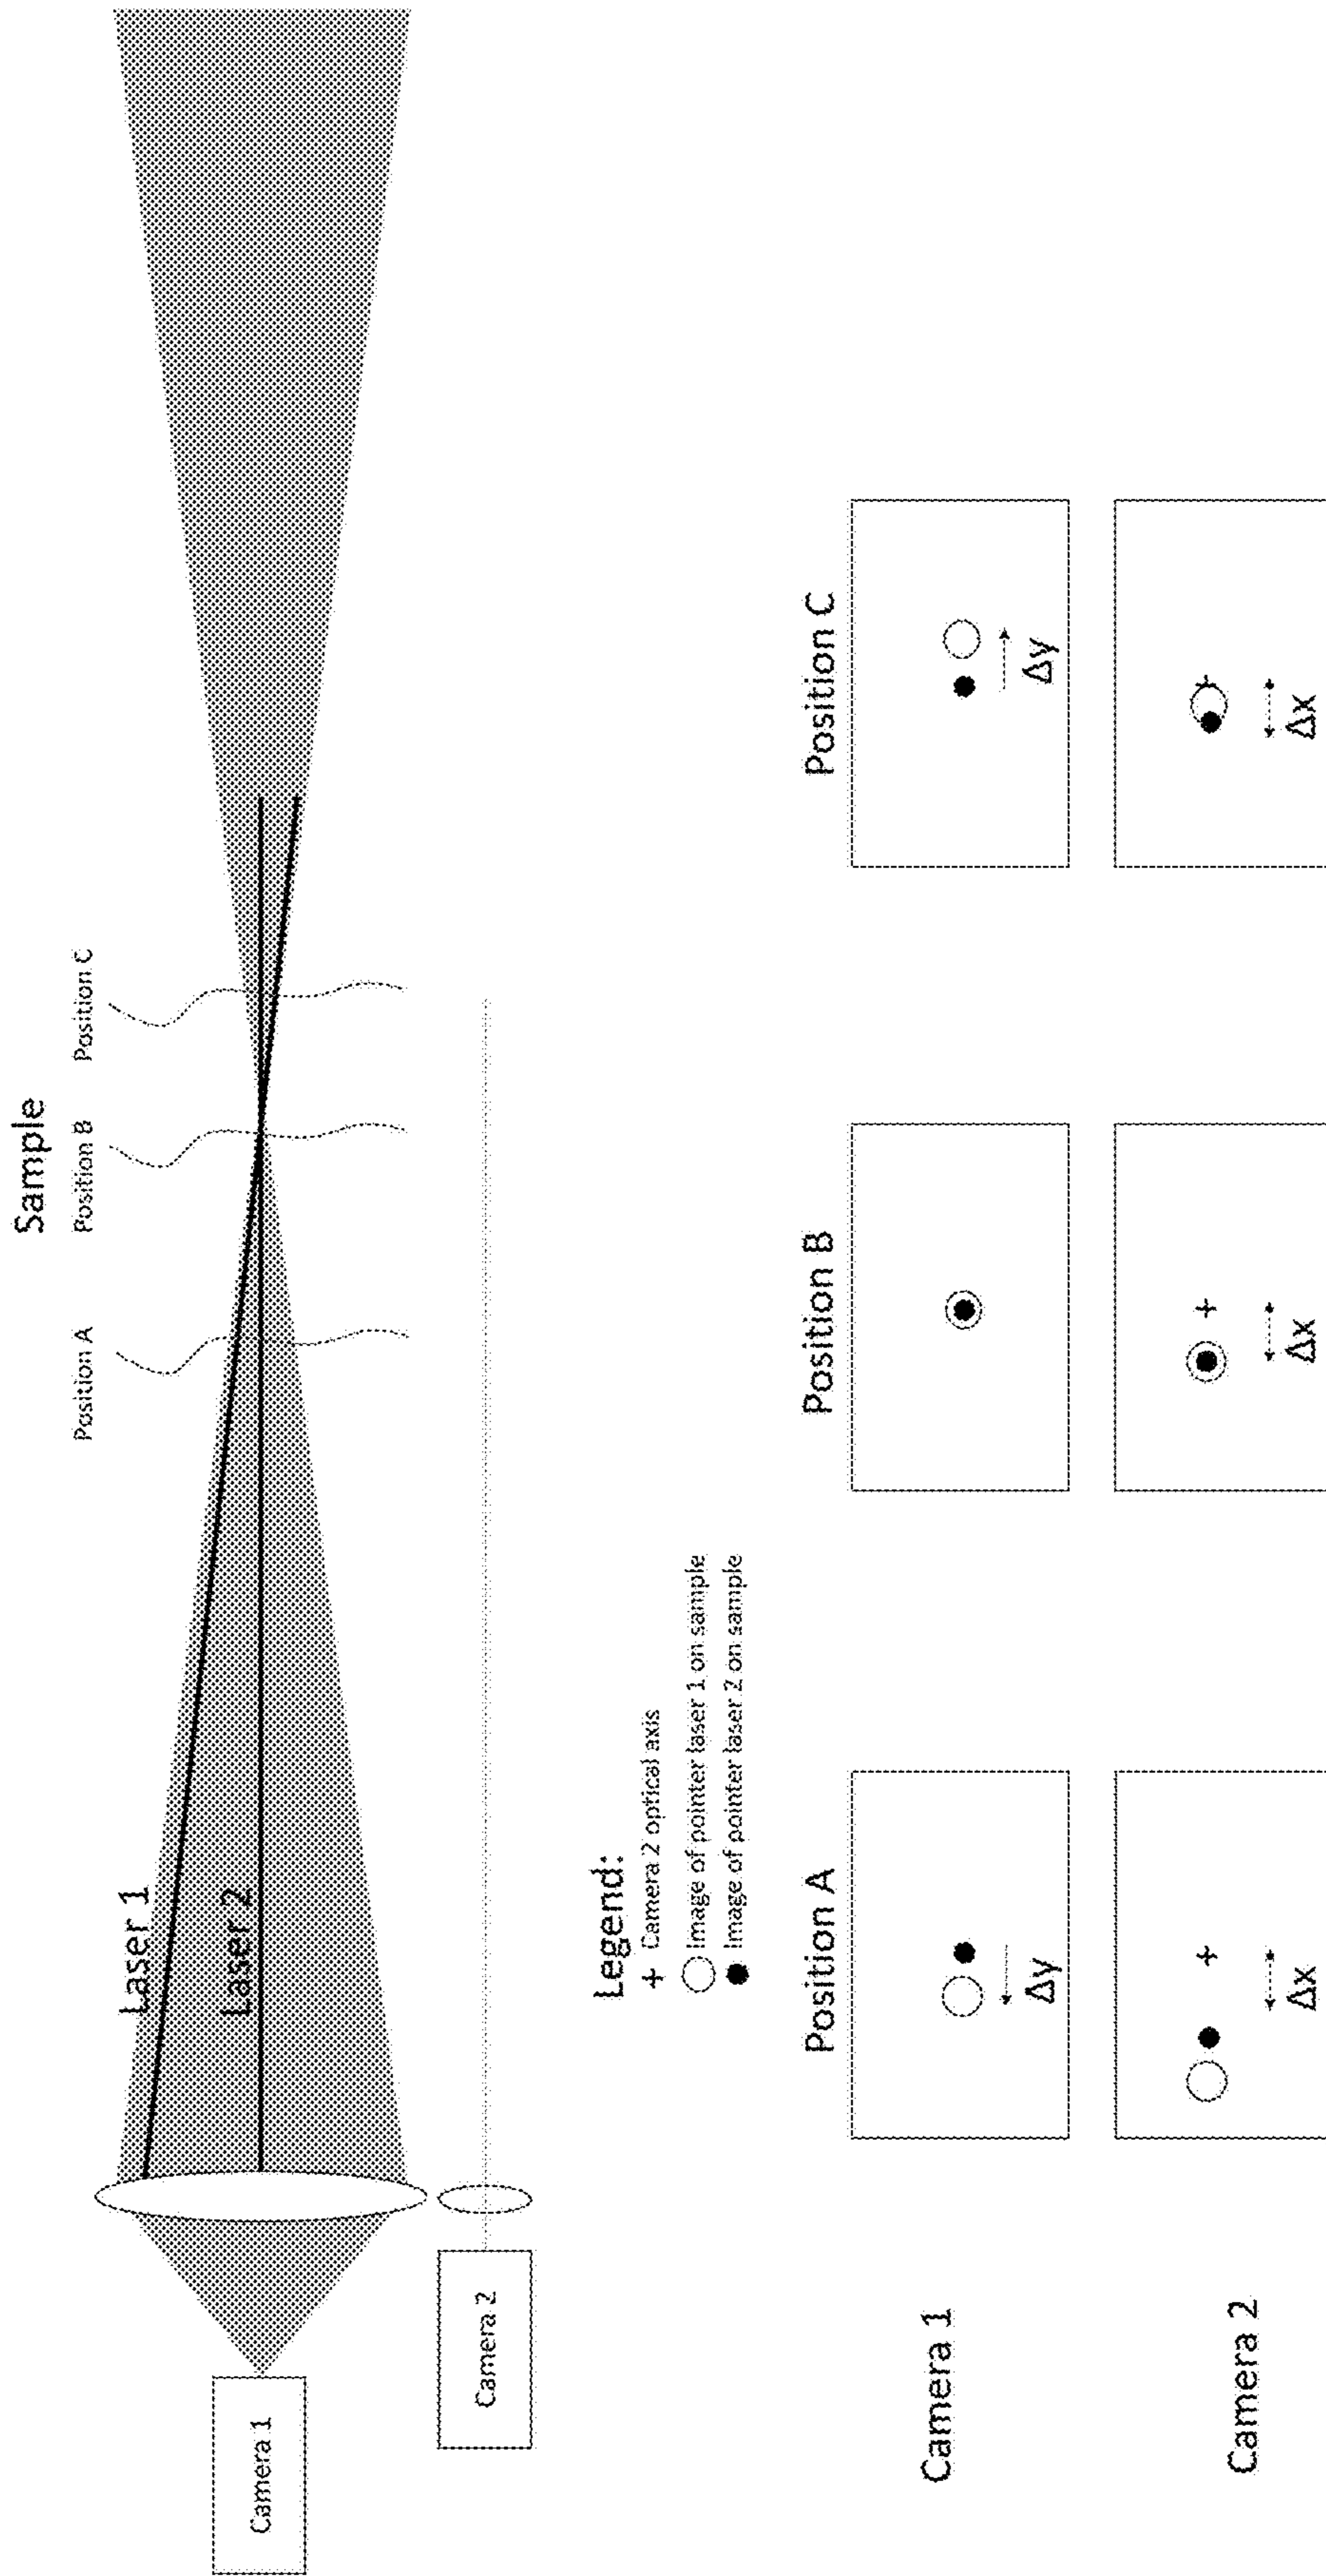 Sample
Position A
Position B
Position C
Laser 1
Laser 2
Camera 1
Camera 2
Legend:
+ Camera 2 optical axis
Image of pointer laser 1 on sample
Image of pointer laser 2 on sample
Position A
Position B
Position C
Camera 1
Δy
Δy
Camera 2
+
+
+
Δx
Δx
Δx